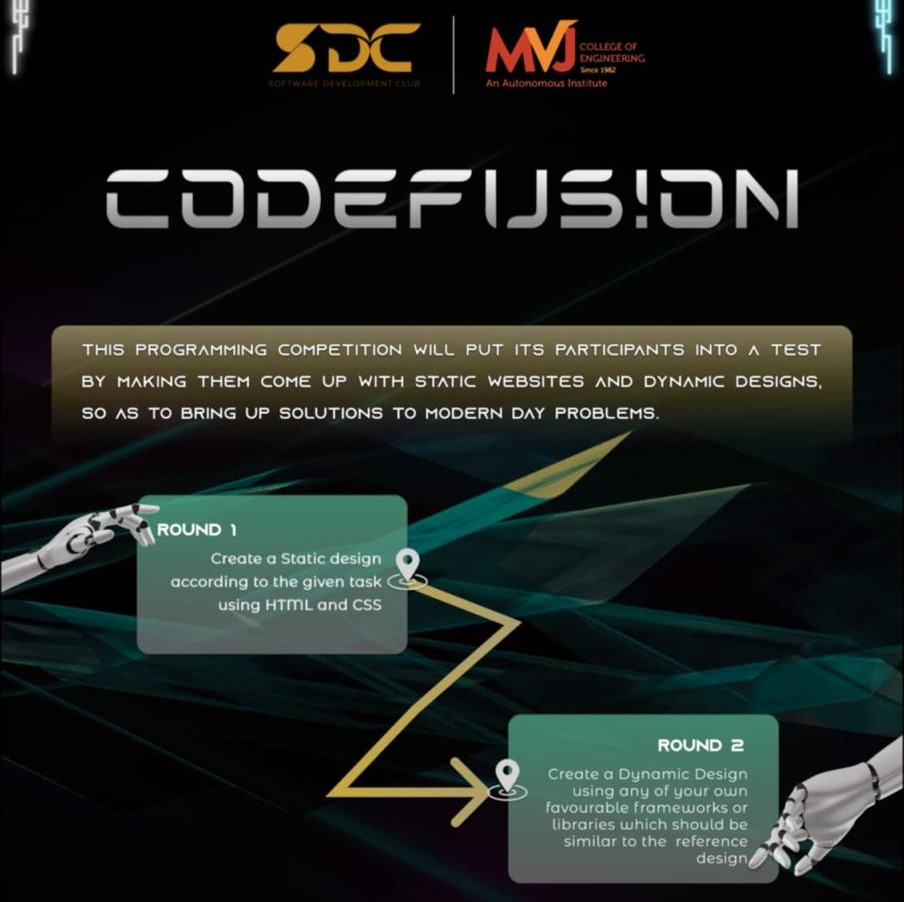 SDC
SOFTWARE DEVELOPMENT CLUB
MVJ
COLLEGE OF
ENGINEERING
Since 1982
An Autonomous Institute
CODEFUS!ON
THIS PROGRAMMING COMPETITION WILL PUT ITS PARTICIPANTS INTO A TEST
BY MAKING THEM COME UP WITH STATIC WEBSITES AND DYNAMIC DESIGNS,
SO AS TO BRING UP SOLUTIONS TO MODERN DAY PROBLEMS.
ROUND 1
Create a Static design
according to the given task
using HTML and CSS
ROUND 2
Create a Dynamic Design
using any of your own
favourable frameworks or
libraries which should be
similar to the reference
design